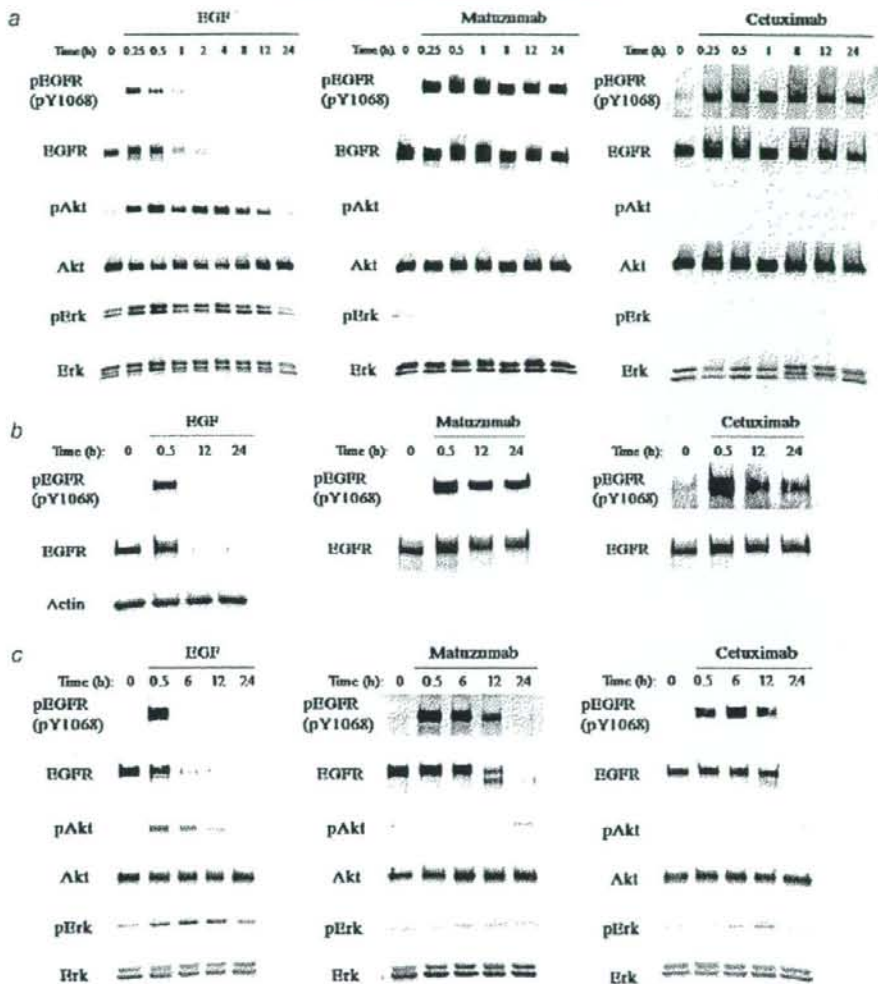 a
EGF Matuzumab Cetuximab
Time (h) 0 0.25 0.5 1 2 4 8 12 24 Time (h): 0 0.25 0.5 1 8 12 24 Time (h): 0 0.25 0.5 1 8 12 24
pEGFR (pY1068) pEGFR (pY1068) pEGFR (pY1068)
EGFR EGFR EGFR
pAkt pAkt pAkt
Akt Akt Akt
pErk pErk pErk
Erk Erk Erk
b
EGF Matuzumab Cetuximab
Time (h): 0 0.5 12 24 Time (h): 0 0.5 12 24 Time (h): 0 0.5 12 24
pEGFR (pY1068) pEGFR (pY1068) pEGFR (pY1068)
EGFR EGFR EGFR
Actin
c
EGF Matuzumab Cetuximab
Time (h): 0 0.5 6 12 24 Time (h): 0 0.5 6 12 24 Time (h): 0 0.5 6 12 24
pEGFR (pY1068) pEGFR (pY1068) pEGFR (pY1068)
EGFR EGFR EGFR
pAkt pAkt pAkt
Akt Akt Akt
pErk pErk pErk
Erk Erk Erk